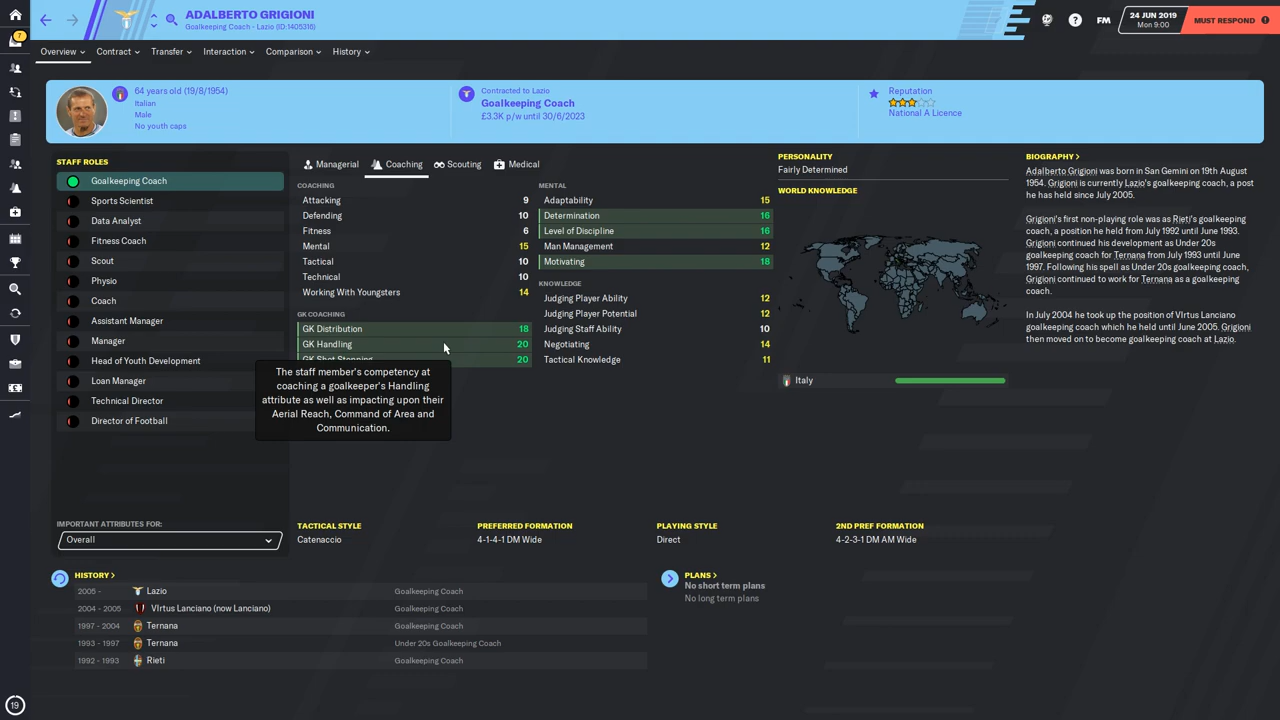 7
ADALBERTO GRIGIONI
Goalkeeping Coach - Lazio (ID:1405316)
FM
24 JUN 2019
Mon 9:00
MUST RESPOND
Overview
Contract
Transfer
Interaction
Comparison
History
64 years old (19/8/1954)
Italian
Male
No youth caps
Contracted to Lazio
Goalkeeping Coach
£3.3K p/w until 30/6/2023
Reputation
National A Licence
STAFF ROLES
Goalkeeping Coach
Sports Scientist
Data Analyst
Fitness Coach
Scout
Physio
Coach
Assistant Manager
Manager
Head of Youth Development
Loan Manager
Technical Director
Director of Football
IMPORTANT ATTRIBUTES FOR:
Overall
Managerial
Coaching
Scouting
Medical
COACHING
Attacking 9
Defending 10
Fitness 6
Mental 15
Tactical 10
Technical 10
Working With Youngsters 14
GK COACHING
GK Distribution 18
GK Handling 20
GK Shot Stopping 20
The staff member's competency at
coaching a goalkeeper's Handling
attribute as well as impacting upon their
Aerial Reach, Command of Area and
Communication.
MENTAL
Adaptability 15
Determination 16
Level of Discipline 16
Man Management 12
Motivating 18
KNOWLEDGE
Judging Player Ability 12
Judging Player Potential 12
Judging Staff Ability 10
Negotiating 14
Tactical Knowledge 11
PERSONALITY
Fairly Determined
WORLD KNOWLEDGE
Italy
BIOGRAPHY >
Adalberto Grigioni was born in San Gemini on 19th August
1954. Grigioni is currently Lazio's goalkeeping coach, a post
he has held since July 2005.
Grigioni's first non-playing role was as Rieti's goalkeeping
coach, a position he held from July 1992 until June 1993.
Grigioni continued his development as Under 20s
goalkeeping coach for Ternana from July 1993 until June
1997. Following his spell as Under 20s goalkeeping coach,
Grigioni continued to work for Ternana as a goalkeeping
coach.
In July 2004 he took up the position of VIrtus Lanciano
goalkeeping coach which he held until June 2005. Grigioni
then moved on to become goalkeeping coach at Lazio.
TACTICAL STYLE
Catenaccio
PREFERRED FORMATION
4-1-4-1 DM Wide
PLAYING STYLE
Direct
2ND PREF FORMATION
4-2-3-1 DM AM Wide
HISTORY >
2005 - Lazio Goalkeeping Coach
2004 - 2005 VIrtus Lanciano (now Lanciano) Goalkeeping Coach
1997 - 2004 Ternana Goalkeeping Coach
1993 - 1997 Ternana Under 20s Goalkeeping Coach
1992 - 1993 Rieti Goalkeeping Coach
PLANS >
No short term plans
No long term plans
19